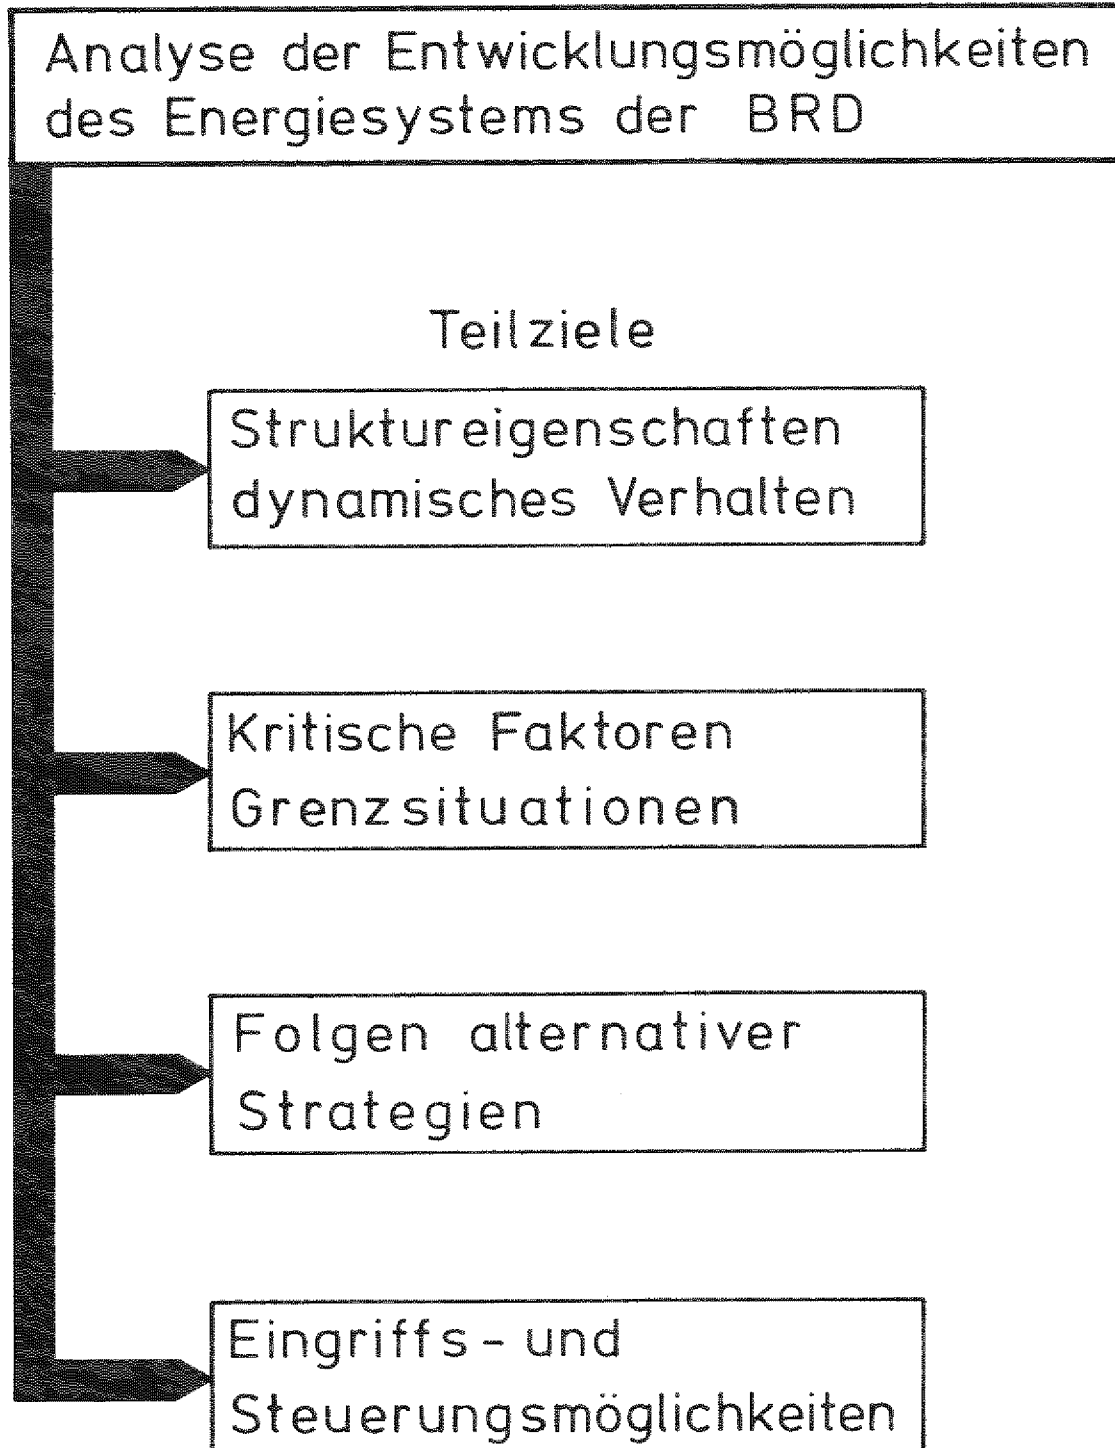 Analyse der Entwicklungsmöglichkeiten
des Energiesystems der BRD
Teilziele
Struktureigenschaften
dynamisches Verhalten
Kritische Faktoren
Grenzsituationen
Folgen alternativer
Strategien
Eingriffs- und
Steuerungsmöglichkeiten